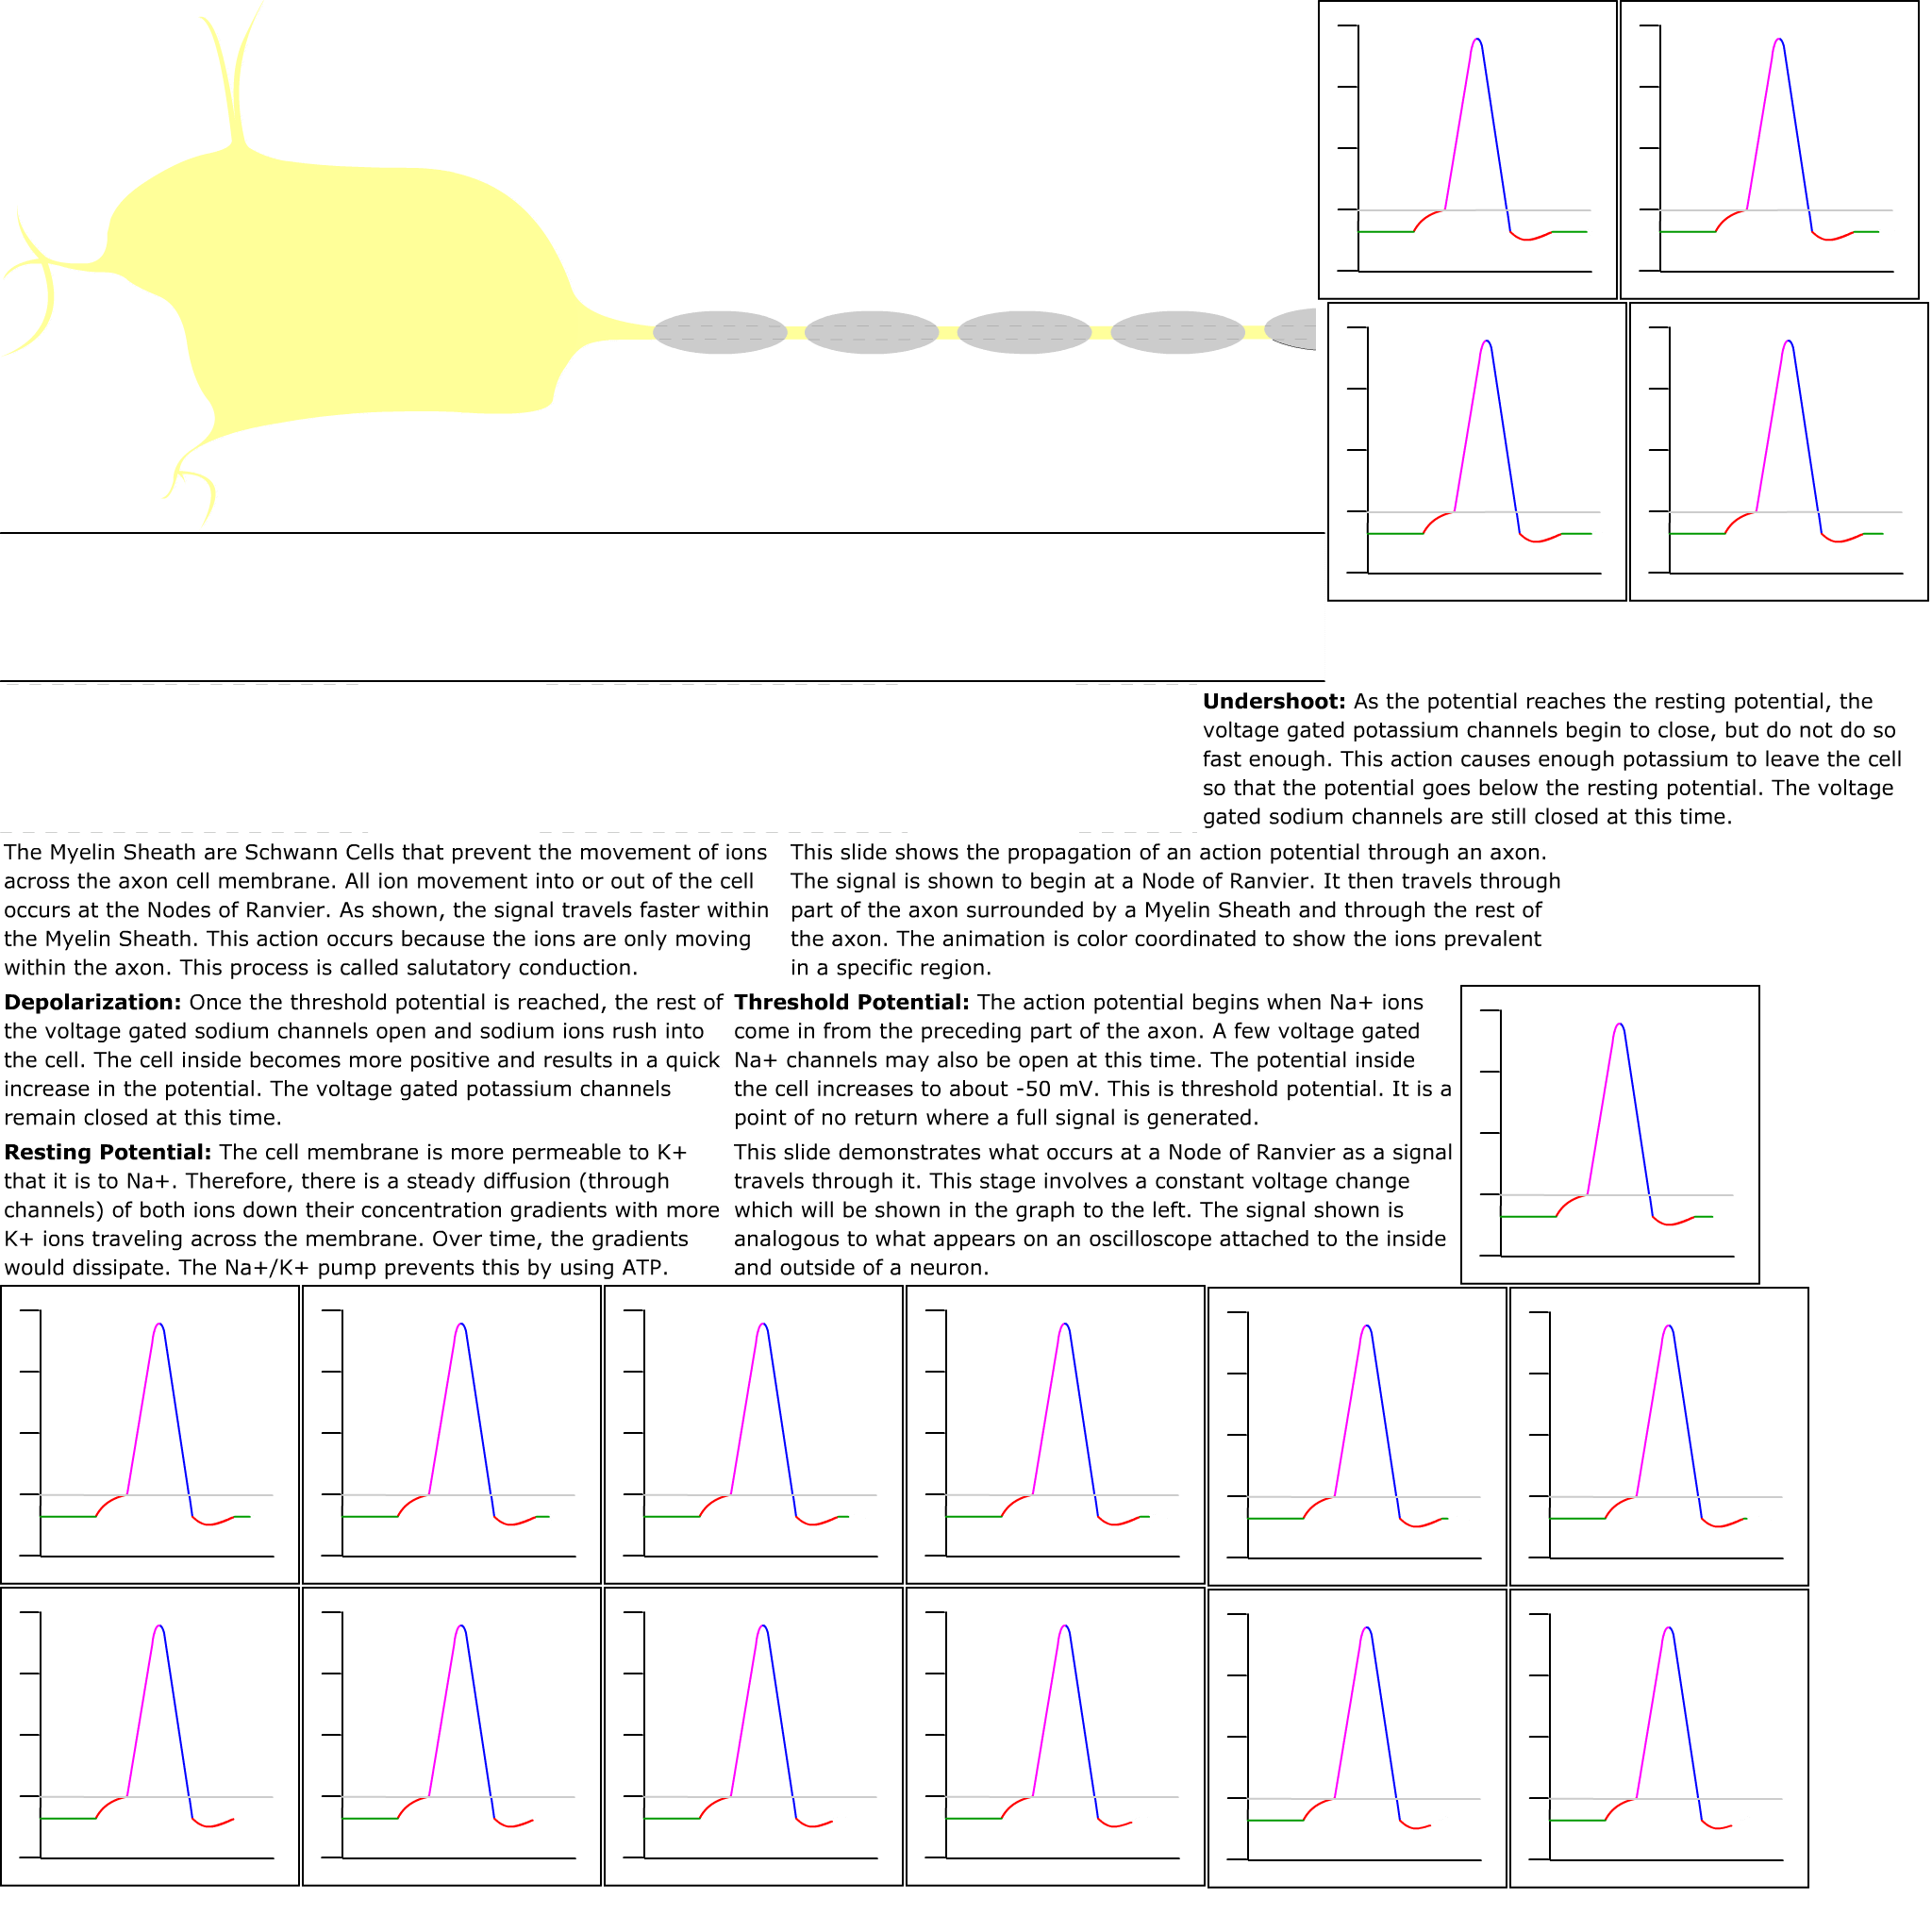 Undershoot: As the potential reaches the resting potential, the
voltage gated potassium channels begin to close, but do not do so
fast enough. This action causes enough potassium to leave the cell
so that the potential goes below the resting potential. The voltage
gated sodium channels are still closed at this time.
The Myelin Sheath are Schwann Cells that prevent the movement of ions
across the axon cell membrane. All ion movement into or out of the cell
occurs at the Nodes of Ranvier. As shown, the signal travels faster within
the Myelin Sheath. This action occurs because the ions are only moving
within the axon. This process is called salutatory conduction.
This slide shows the propagation of an action potential through an axon.
The signal is shown to begin at a Node of Ranvier. It then travels through
part of the axon surrounded by a Myelin Sheath and through the rest of
the axon. The animation is color coordinated to show the ions prevalent
in a specific region.
Depolarization: Once the threshold potential is reached, the rest of
the voltage gated sodium channels open and sodium ions rush into
the cell. The cell inside becomes more positive and results in a quick
increase in the potential. The voltage gated potassium channels
remain closed at this time.
Threshold Potential: The action potential begins when Na+ ions
come in from the preceding part of the axon. A few voltage gated
Na+ channels may also be open at this time. The potential inside
the cell increases to about -50 mV. This is threshold potential. It is a
point of no return where a full signal is generated.
Resting Potential: The cell membrane is more permeable to K+
that it is to Na+. Therefore, there is a steady diffusion (through
channels) of both ions down their concentration gradients with more
K+ ions traveling across the membrane. Over time, the gradients
would dissipate. The Na+/K+ pump prevents this by using ATP.
This slide demonstrates what occurs at a Node of Ranvier as a signal
travels through it. This stage involves a constant voltage change
which will be shown in the graph to the left. The signal shown is
analogous to what appears on an oscilloscope attached to the inside
and outside of a neuron.